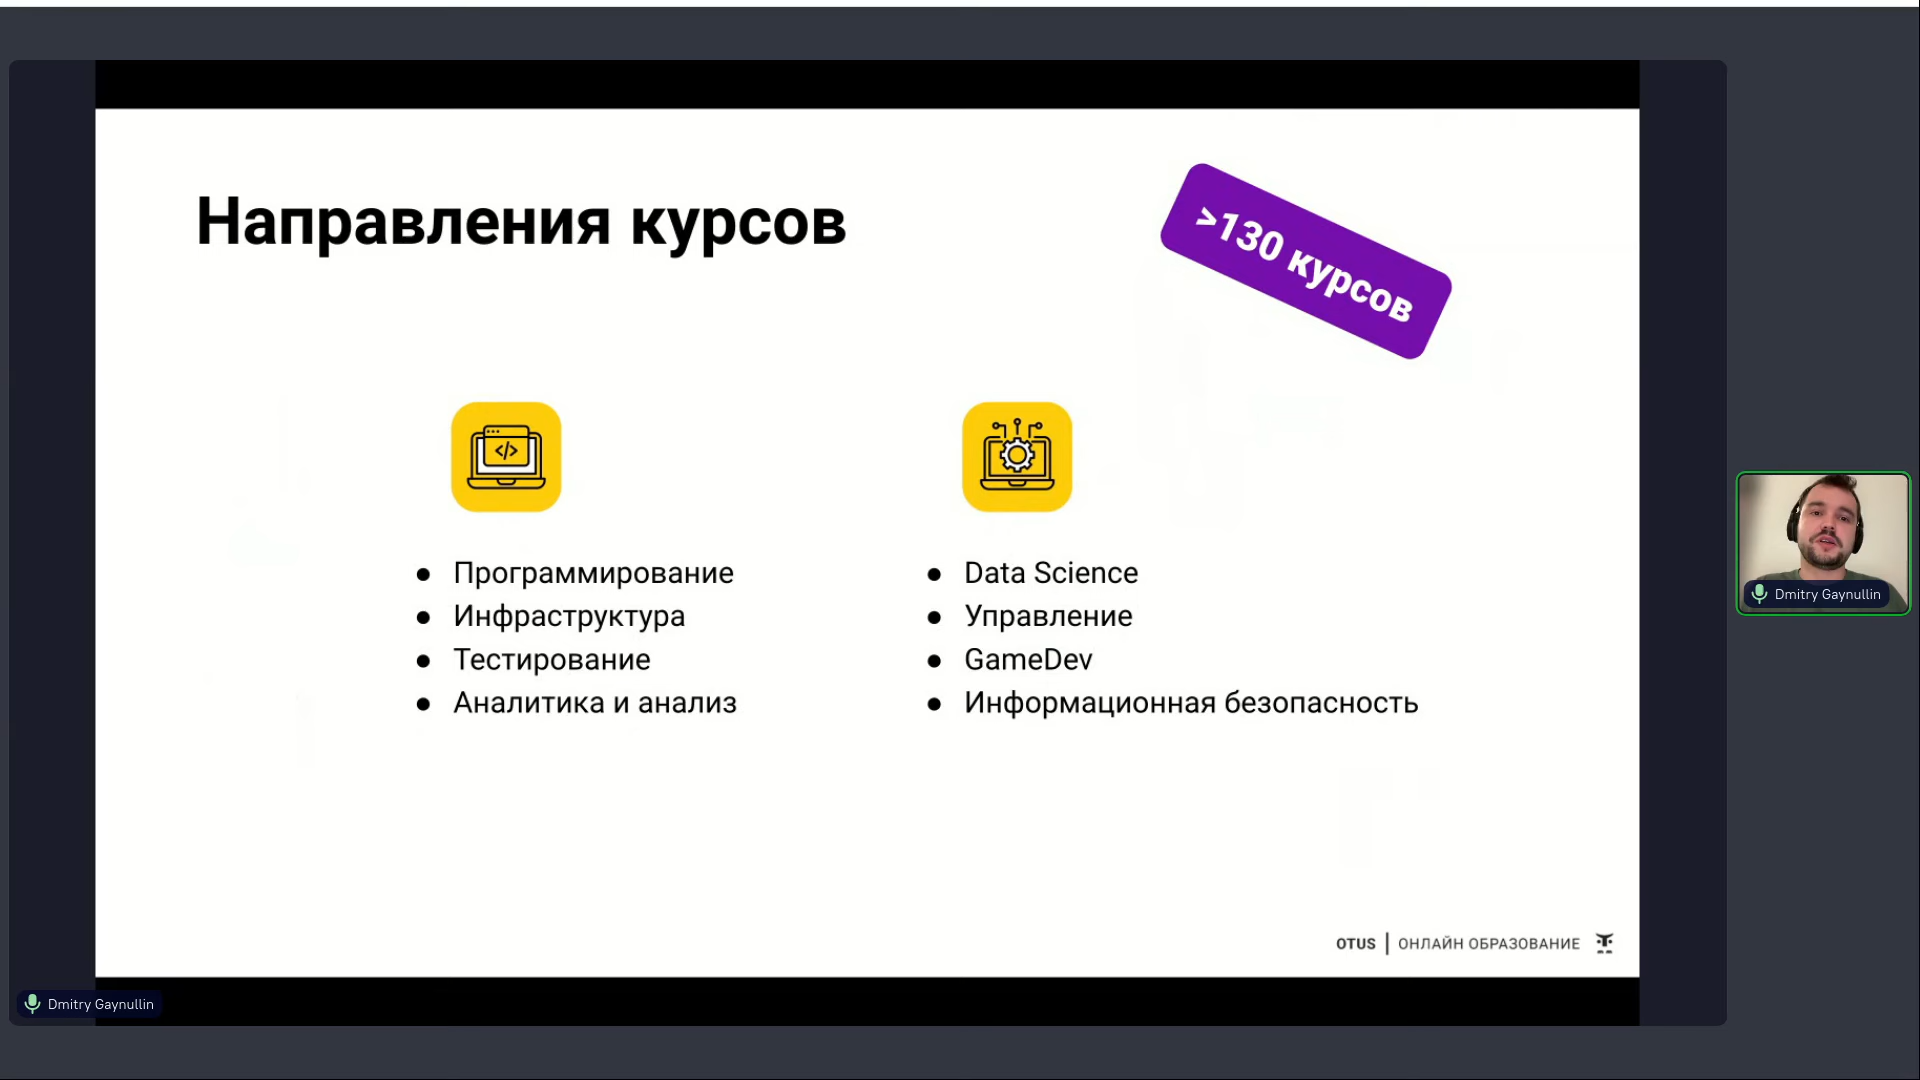 Направления курсов
>130 курсов
</>
Программирование
Инфраструктура
Тестирование
Аналитика и анализ
Data Science
Управление
GameDev
Информационная безопасность
OTUS | ОНЛАЙН ОБРАЗОВАНИЕ
Dmitry Gaynullin
Dmitry Gaynullin